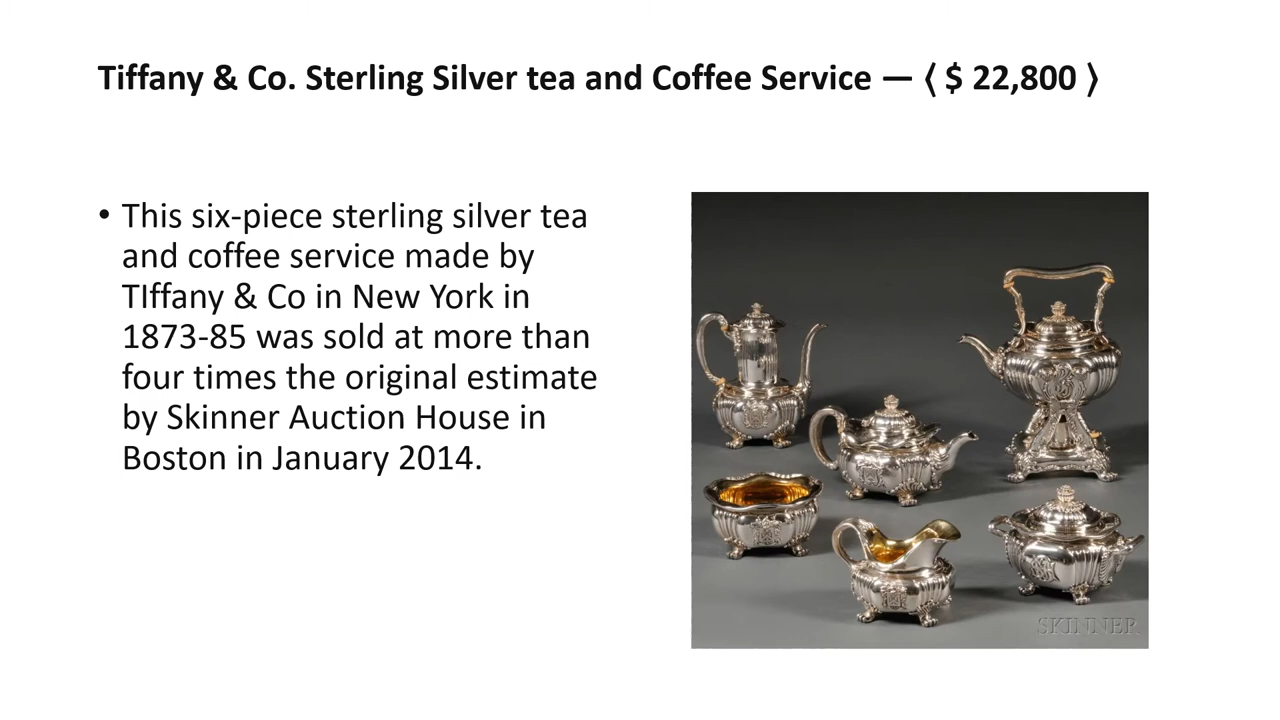 Tiffany & Co. Sterling Silver tea and Coffee Service — ⟨ $ 22,800 ⟩
• This six-piece sterling silver tea
and coffee service made by
TIffany & Co in New York in
1873-85 was sold at more than
four times the original estimate
by Skinner Auction House in
Boston in January 2014.
SKINNER